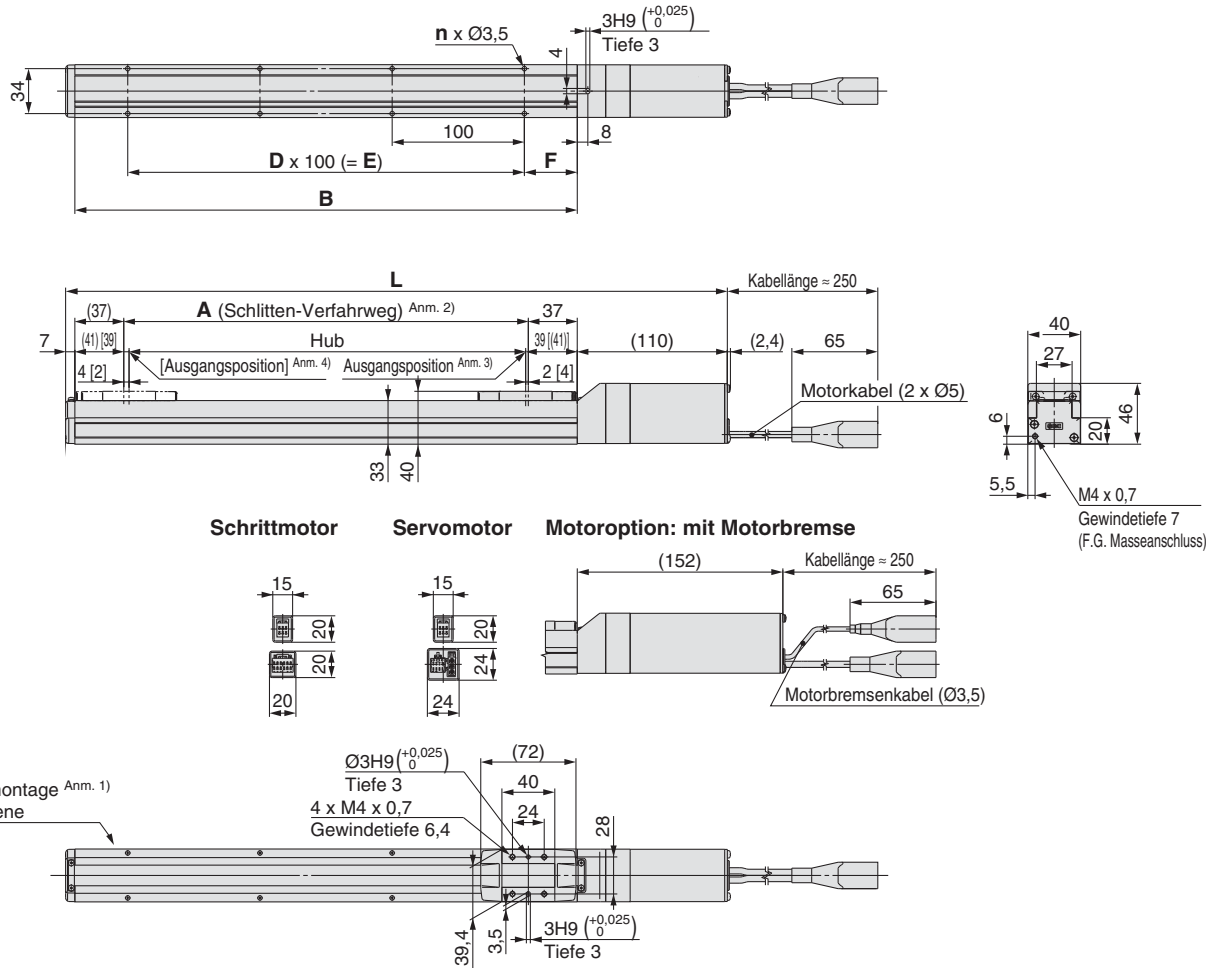 n x Ø3,5
3H9 (+0,025 0)
Tiefe 3
4
34
100
8
D x 100 (= E)
F
B
L
Kabellänge ≈ 250
(37)
A (Schlitten-Verfahrweg) Anm. 2)
37
7
(41) [39]
Hub
39 [(41)]
(110)
(2,4)
65
[Ausgangsposition] Anm. 4)
Ausgangsposition Anm. 3)
4 [2]
2 [4]
Motorkabel (2 x Ø5)
33
40
40
27
6
20
46
5,5
M4 x 0,7
Gewindetiefe 7
(F.G. Masseanschluss)
Schrittmotor
Servomotor
Motoroption: mit Motorbremse
15
20
20
20
15
20
24
24
(152)
Kabellänge ≈ 250
65
Motorbremsenkabel (Ø3,5)
ontage Anm. 1)
ene
Ø3H9 (+0,025 0)
Tiefe 3
4 x M4 x 0,7
Gewindetiefe 6,4
(72)
40
24
28
39,4
3,5
3H9 (+0,025 0)
Tiefe 3